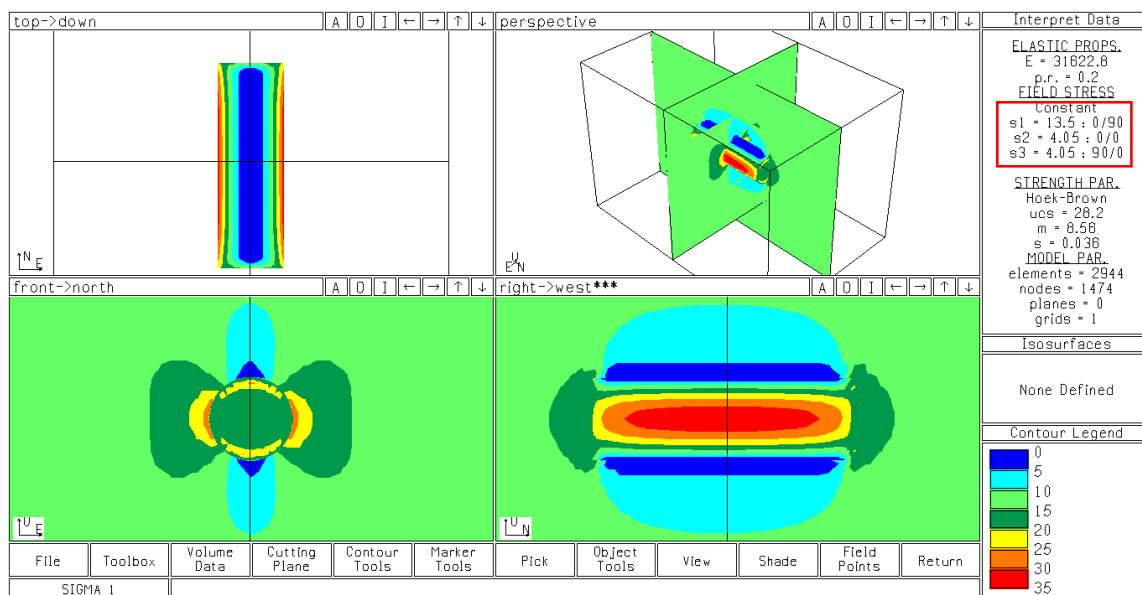 top->down A O I ← → ↑ ↓
N
E
perspective A O I ← → ↑ ↓
U
E N
Interpret Data
ELASTIC PROPS.
E = 31622.8
p.r. = 0.2
FIELD STRESS
Constant
s1 = 13.5 : 0/90
s2 = 4.05 : 0/0
s3 = 4.05 : 90/0
STRENGTH PAR.
Hoek-Brown
ucs = 28.2
m = 8.56
s = 0.036
MODEL PAR.
elements = 2944
nodes = 1474
planes = 0
grids = 1
Isosurfaces
None Defined
Contour Legend
0
5
10
15
20
25
30
35
front->north A O I ← → ↑ ↓
U
E
right->west*** A O I ← → ↑ ↓
U
N
File Toolbox Volume Data Cutting Plane Contour Tools Marker Tools Pick Object Tools View Shade Field Points Return
SIGMA 1